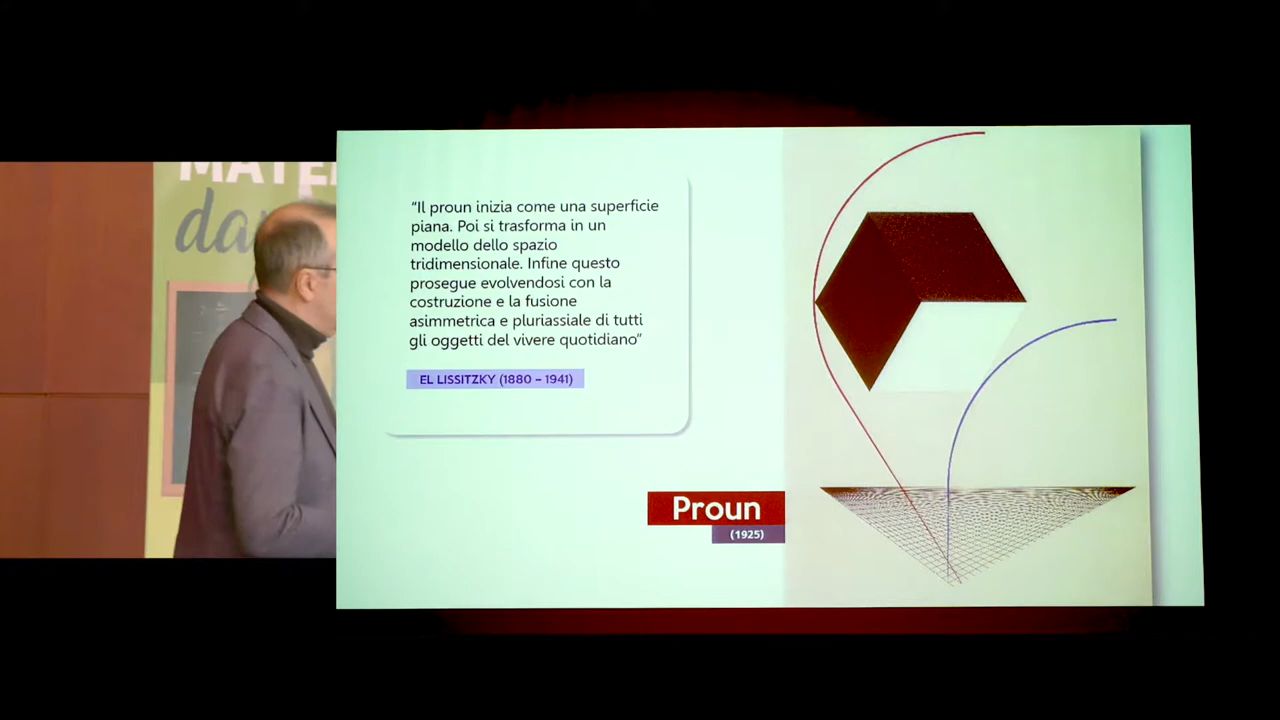 da
“Il proun inizia come una superficie
piana. Poi si trasforma in un
modello dello spazio
tridimensionale. Infine questo
prosegue evolvendosi con la
costruzione e la fusione
asimmetrica e pluriassiale di tutti
gli oggetti del vivere quotidiano”
EL LISSITZKY (1880 – 1941)
Proun
(1925)